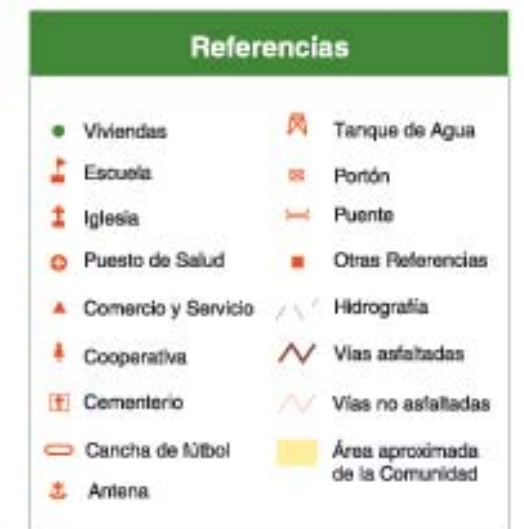 Referencias
Viviendas
Escuela
Iglesia
Puesto de Salud
Comercio y Servicio
Cooperativa
Cementerio
Cancha de fútbol
Antena
Tanque de Agua
Portón
Puente
Otras Referencias
Hidrografía
Vías asfaltadas
Vías no asfaltadas
Área aproximada
de la Comunidad